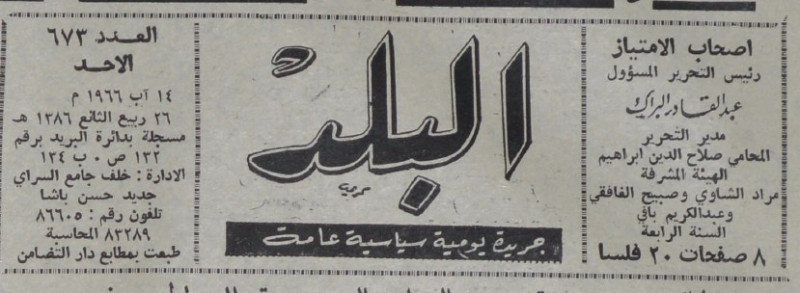 اصحاب الامتياز
رئيس التحرير المسؤول
عبدالقادر البراك
مدير التحرير
المحامي صلاح الدين ابراهيم
الهيئة المشرفة
مراد الشاوي وصبيح الغافقي
وعبدالكريم باقي
السنة الرابعة
٨ صفحات ٢٠ فلسا
البلد
جريدة يومية سياسية عامة
العدد ٦٧٣
الاحد
١٤ آب ١٩٦٦ م
٢٦ ربيع الثاني ١٣٨٦ هـ
مسجلة بدائرة البريد برقم
١٣٢ ص ٠ ب ١٣٤
الادارة : خلف جامع السراي
جديد حسن باشا
تلفون رقم : ٨٦٦٠٥
٨٣٢٨٩ المحاسبة
طبعت بمطابع دار التضامن